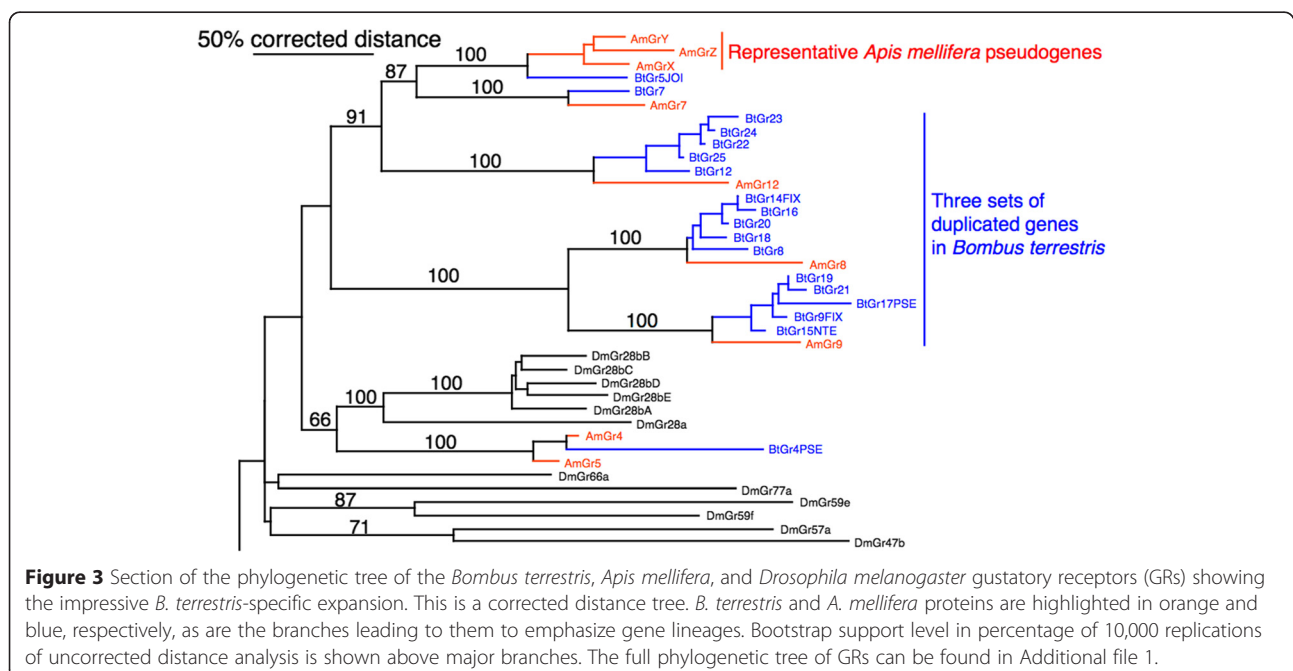 50% corrected distance
AmGrY
AmGrZ
AmGrX
Representative Apis mellifera pseudogenes
100
87
BtGr5JOI
BtGr7
100
AmGr7
91
BtGr23
BtGr24
BtGr22
BtGr25
100
BtGr12
AmGr12
BtGr14FIX
BtGr16
BtGr20
BtGr18
100
BtGr8
AmGr8
Three sets of
duplicated genes
in Bombus terrestris
100
BtGr19
BtGr21
BtGr17PSE
BtGr9FIX
100
BtGr15NTE
AmGr9
DmGr28bB
DmGr28bC
DmGr28bD
100
DmGr28bE
100
DmGr28bA
66
DmGr28a
AmGr4
100
BtGr4PSE
AmGr5
DmGr66a
DmGr77a
87
DmGr59e
DmGr59f
71
DmGr57a
DmGr47b
Figure 3 Section of the phylogenetic tree of the Bombus terrestris, Apis mellifera, and Drosophila melanogaster gustatory receptors (GRs) showing
the impressive B. terrestris-specific expansion. This is a corrected distance tree. B. terrestris and A. mellifera proteins are highlighted in orange and
blue, respectively, as are the branches leading to them to emphasize gene lineages. Bootstrap support level in percentage of 10,000 replications
of uncorrected distance analysis is shown above major branches. The full phylogenetic tree of GRs can be found in Additional file 1.